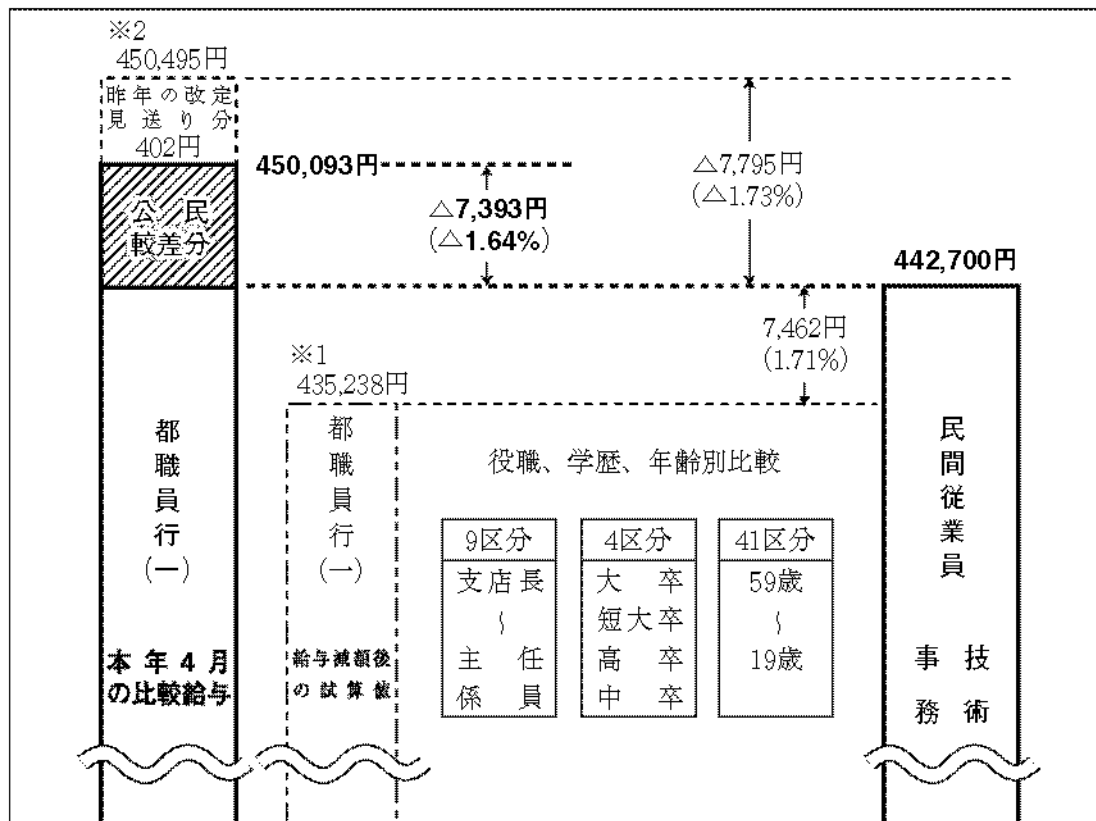 ※2
450,495円
昨年の改定
見送り分
402円
450,093円
公民
較差分
△7,393円
(△1.64%)
△7,795円
(△1.73%)
442,700円
7,462円
(1.71%)
※1
435,238円
都職員行(一)
本年4月
の比較給与
都職員行(一)
給与減額後
の試算値
役職、学歴、年齢別比較
9区分
支店長
~
主任
係員
4区分
大卒
短大卒
高卒
中卒
41区分
59歳
~
19歳
民間従業員
事務
技術